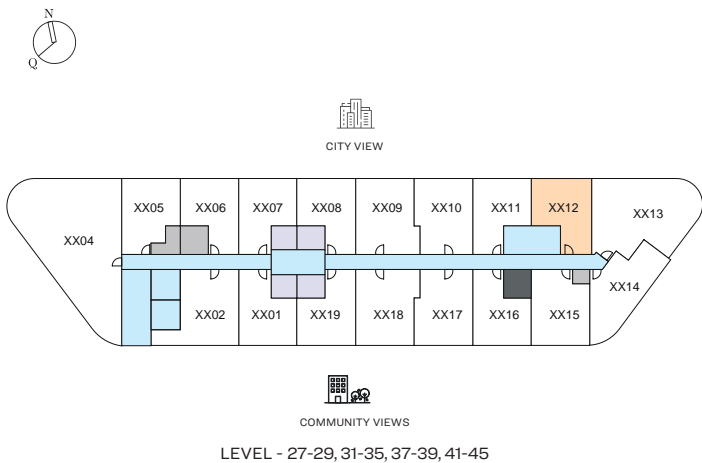 N
Q
CITY VIEW
XX05 XX06 XX07 XX08 XX09 XX10 XX11 XX12 XX13
XX04
XX14
XX02 XX01 XX19 XX18 XX17 XX16 XX15
COMMUNITY VIEWS
LEVEL - 27-29, 31-35, 37-39, 41-45